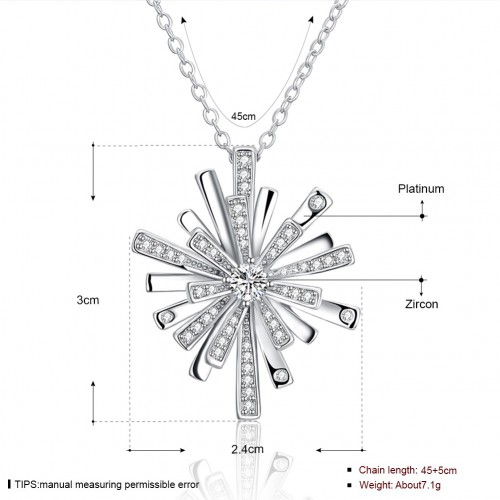 45cm
Platinum
3cm
Zircon
2.4cm
TIPS:manual measuring permissible error
Chain length: 45+5cm
Weight: About7.1g